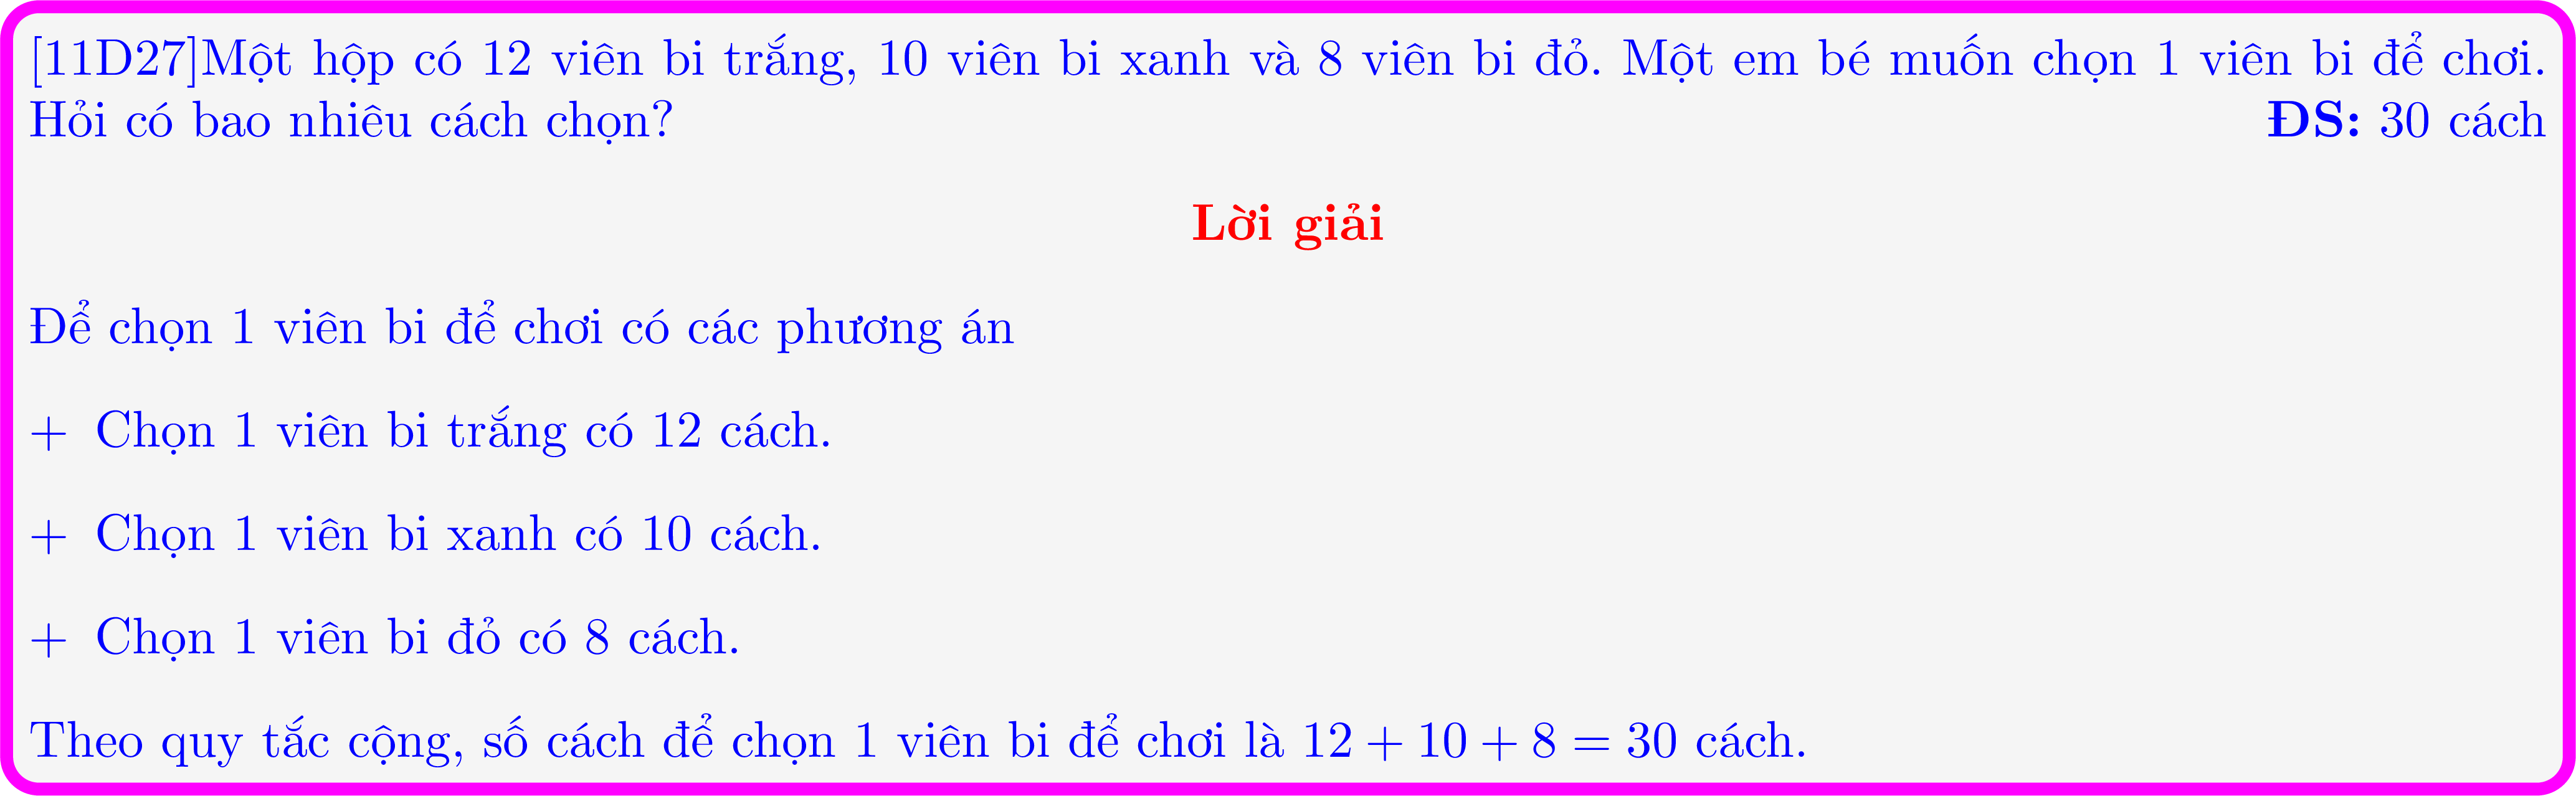 [11D27]Một hộp có 12 viên bi trắng, 10 viên bi xanh và 8 viên bi đỏ. Một em bé muốn chọn 1 viên bi để chơi.
Hỏi có bao nhiêu cách chọn? ĐS: 30 cách
Lời giải
Để chọn 1 viên bi để chơi có các phương án
+ Chọn 1 viên bi trắng có 12 cách.
+ Chọn 1 viên bi xanh có 10 cách.
+ Chọn 1 viên bi đỏ có 8 cách.
Theo quy tắc cộng, số cách để chọn 1 viên bi để chơi là 12 + 10 + 8 = 30 cách.